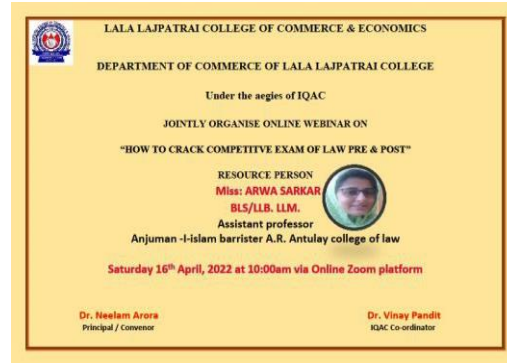 LALA LAJPATRAI COLLEGE OF COMMERCE & ECONOMICS
DEPARTMENT OF COMMERCE OF LALA LAJPATRAI COLLEGE
Under the aegies of IQAC
JOINTLY ORGANISE ONLINE WEBINAR ON
“HOW TO CRACK COMPETITVE EXAM OF LAW PRE & POST”
RESOURCE PERSON
Miss: ARWA SARKAR
BLS/LLB. LLM.
Assistant professor
Anjuman -I-islam barrister A.R. Antulay college of law
Saturday 16th April, 2022 at 10:00am via Online Zoom platform
Dr. Neelam Arora
Principal / Convenor
Dr. Vinay Pandit
IQAC Co-ordinator